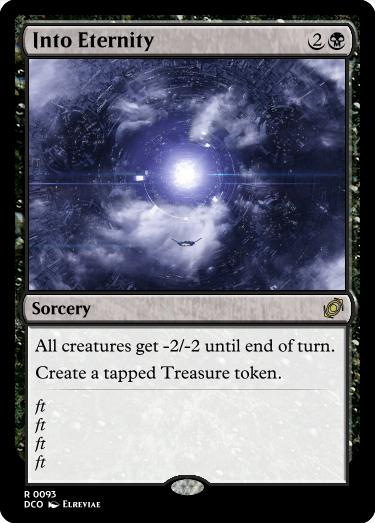 Into Eternity 2
Sorcery
All creatures get -2/-2 until end of turn.
Create a tapped Treasure token.
ft
ft
ft
ft
R 0093
DCO Elreviae